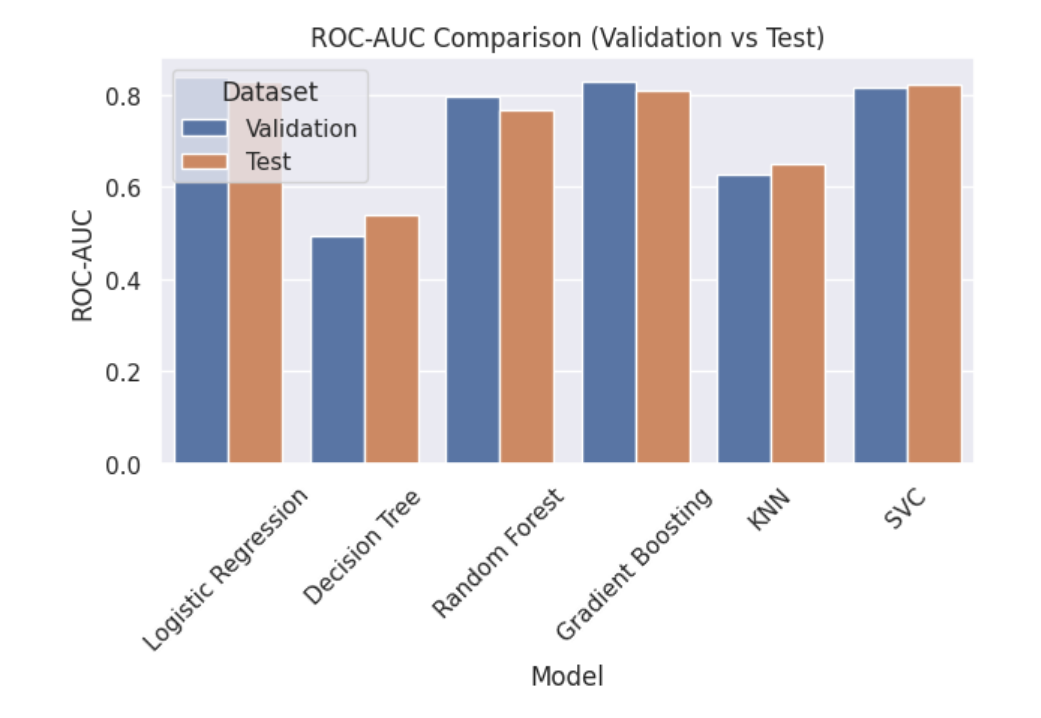 ROC-AUC Comparison (Validation vs Test)
Dataset
Validation
Test
ROC-AUC
0.8
0.6
0.4
0.2
0.0
Logistic Regression
Decision Tree
Random Forest
Gradient Boosting
KNN
SVC
Model